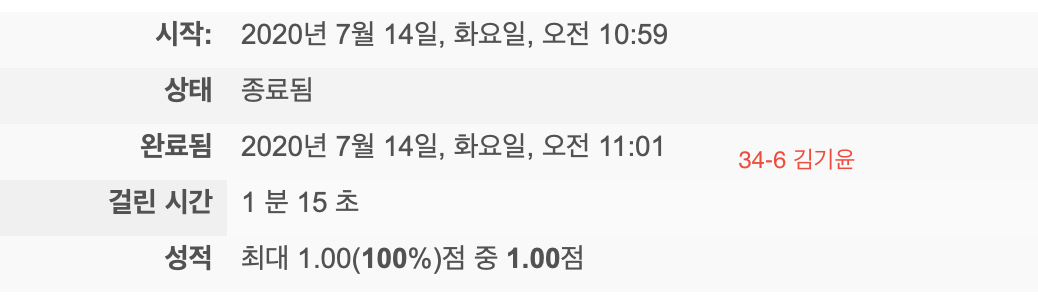 시작: 2020년 7월 14일, 화요일, 오전 10:59
상태 종료됨
완료됨 2020년 7월 14일, 화요일, 오전 11:01
34-6 김기윤
걸린 시간 1 분 15 초
성적 최대 1.00(100%)점 중 1.00점